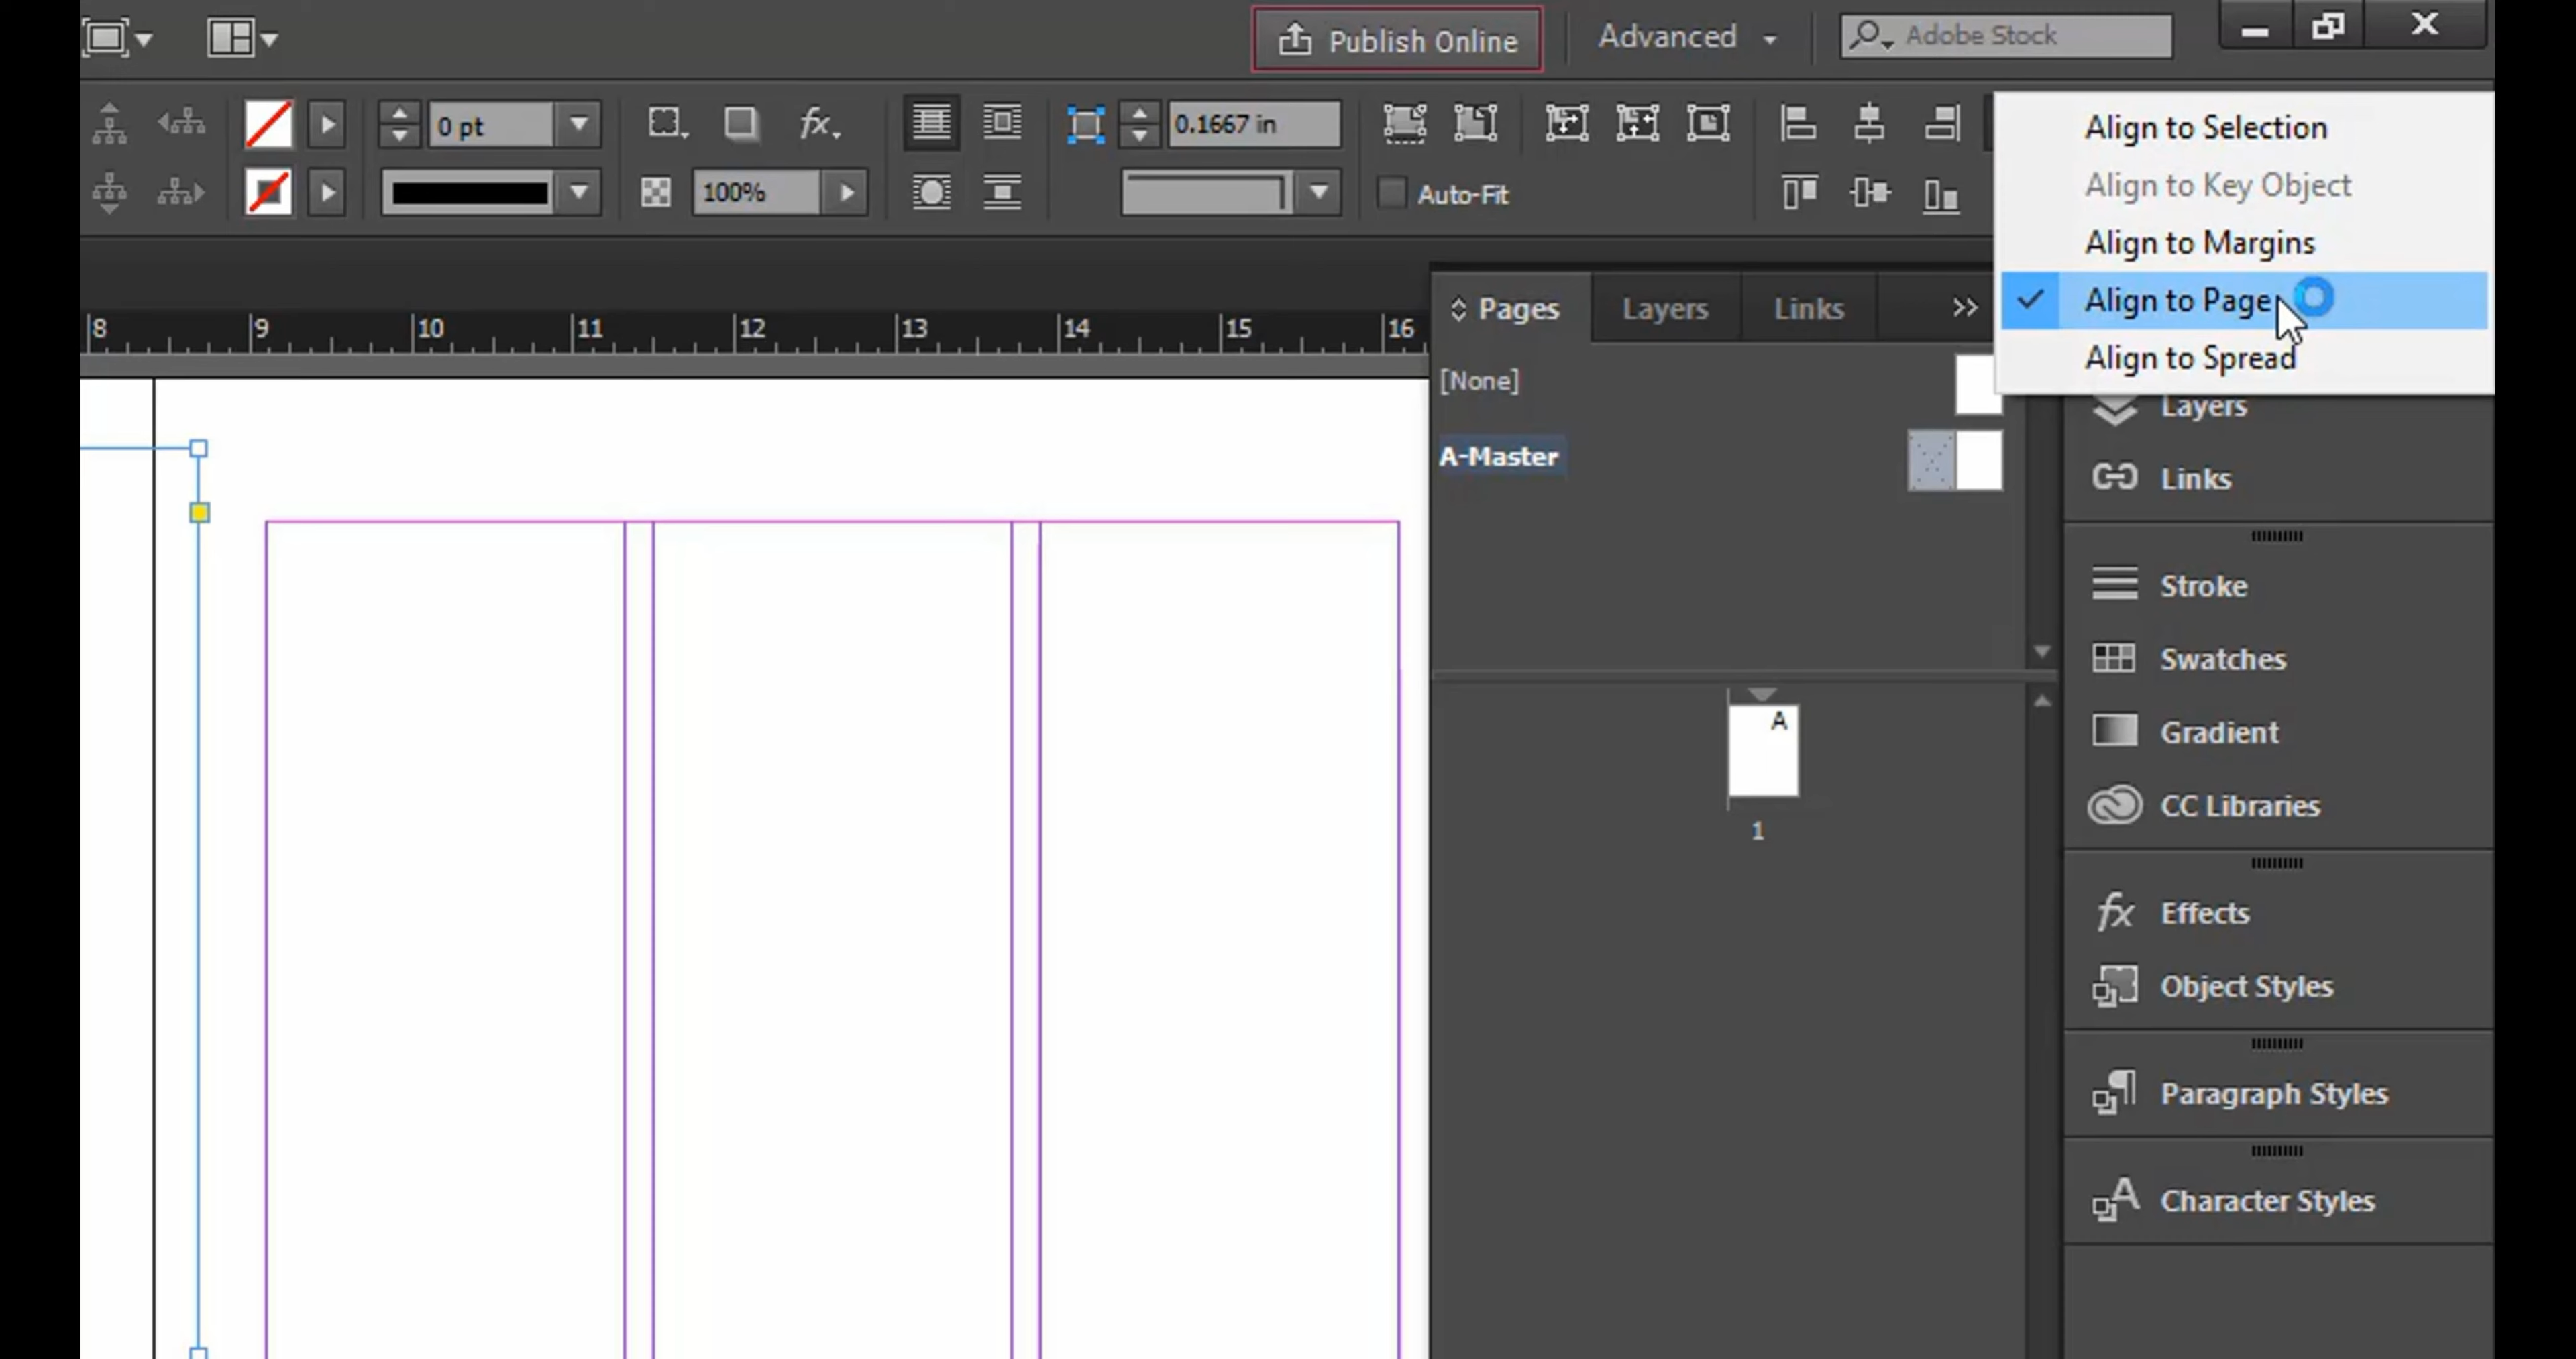 Publish Online
Advanced
Adobe Stock
0 pt
fx
0.1667 in
100%
Auto-Fit
Align to Selection
Align to Key Object
Align to Margins
Align to Page
Align to Spread
8 9 10 11 12 13 14 15 16
Pages Layers Links
[None]
A-Master
A
1
Layers
Links
Stroke
Swatches
Gradient
CC Libraries
fx Effects
Object Styles
Paragraph Styles
Character Styles